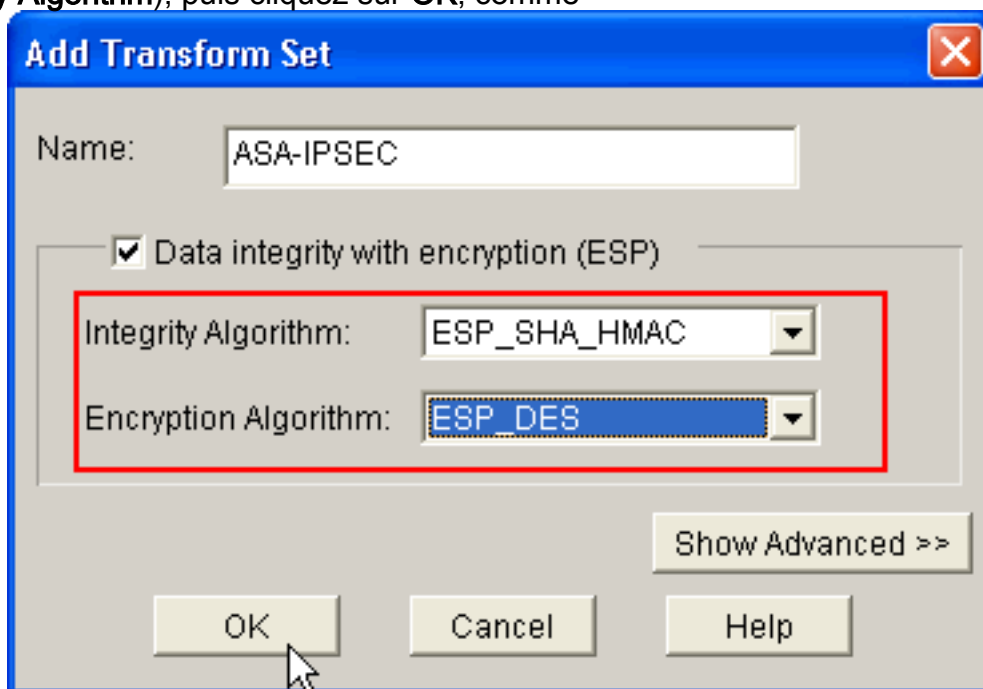 Algorithm), puis cliquez sur OK, comme
Add Transform Set
Name: ASA-IPSEC
Data integrity with encryption (ESP)
Integrity Algorithm: ESP_SHA_HMAC
Encryption Algorithm: ESP_DES
Show Advanced >>
OK Cancel Help